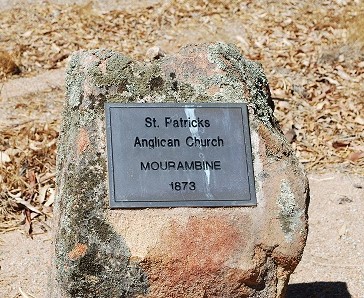 St. Patricks
Anglican Church
MOURAMBINE
1873